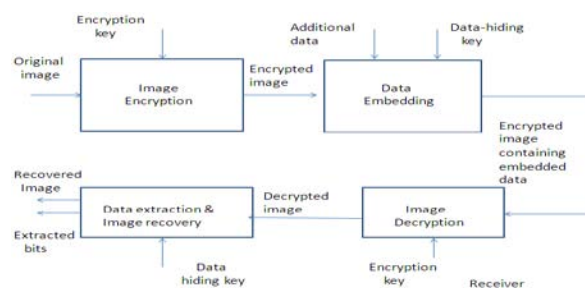 Encryption
key
Additional
data
Data-hiding
key
Original
image
Image
Encryption
Encrypted
image
Data
Embedding
Encrypted
image
containing
embedded
data
Recovered
Image
Extracted
bits
Data extraction &
Image recovery
Decrypted
image
Image
Decryption
Data
hiding key
Encryption
key
Receiver